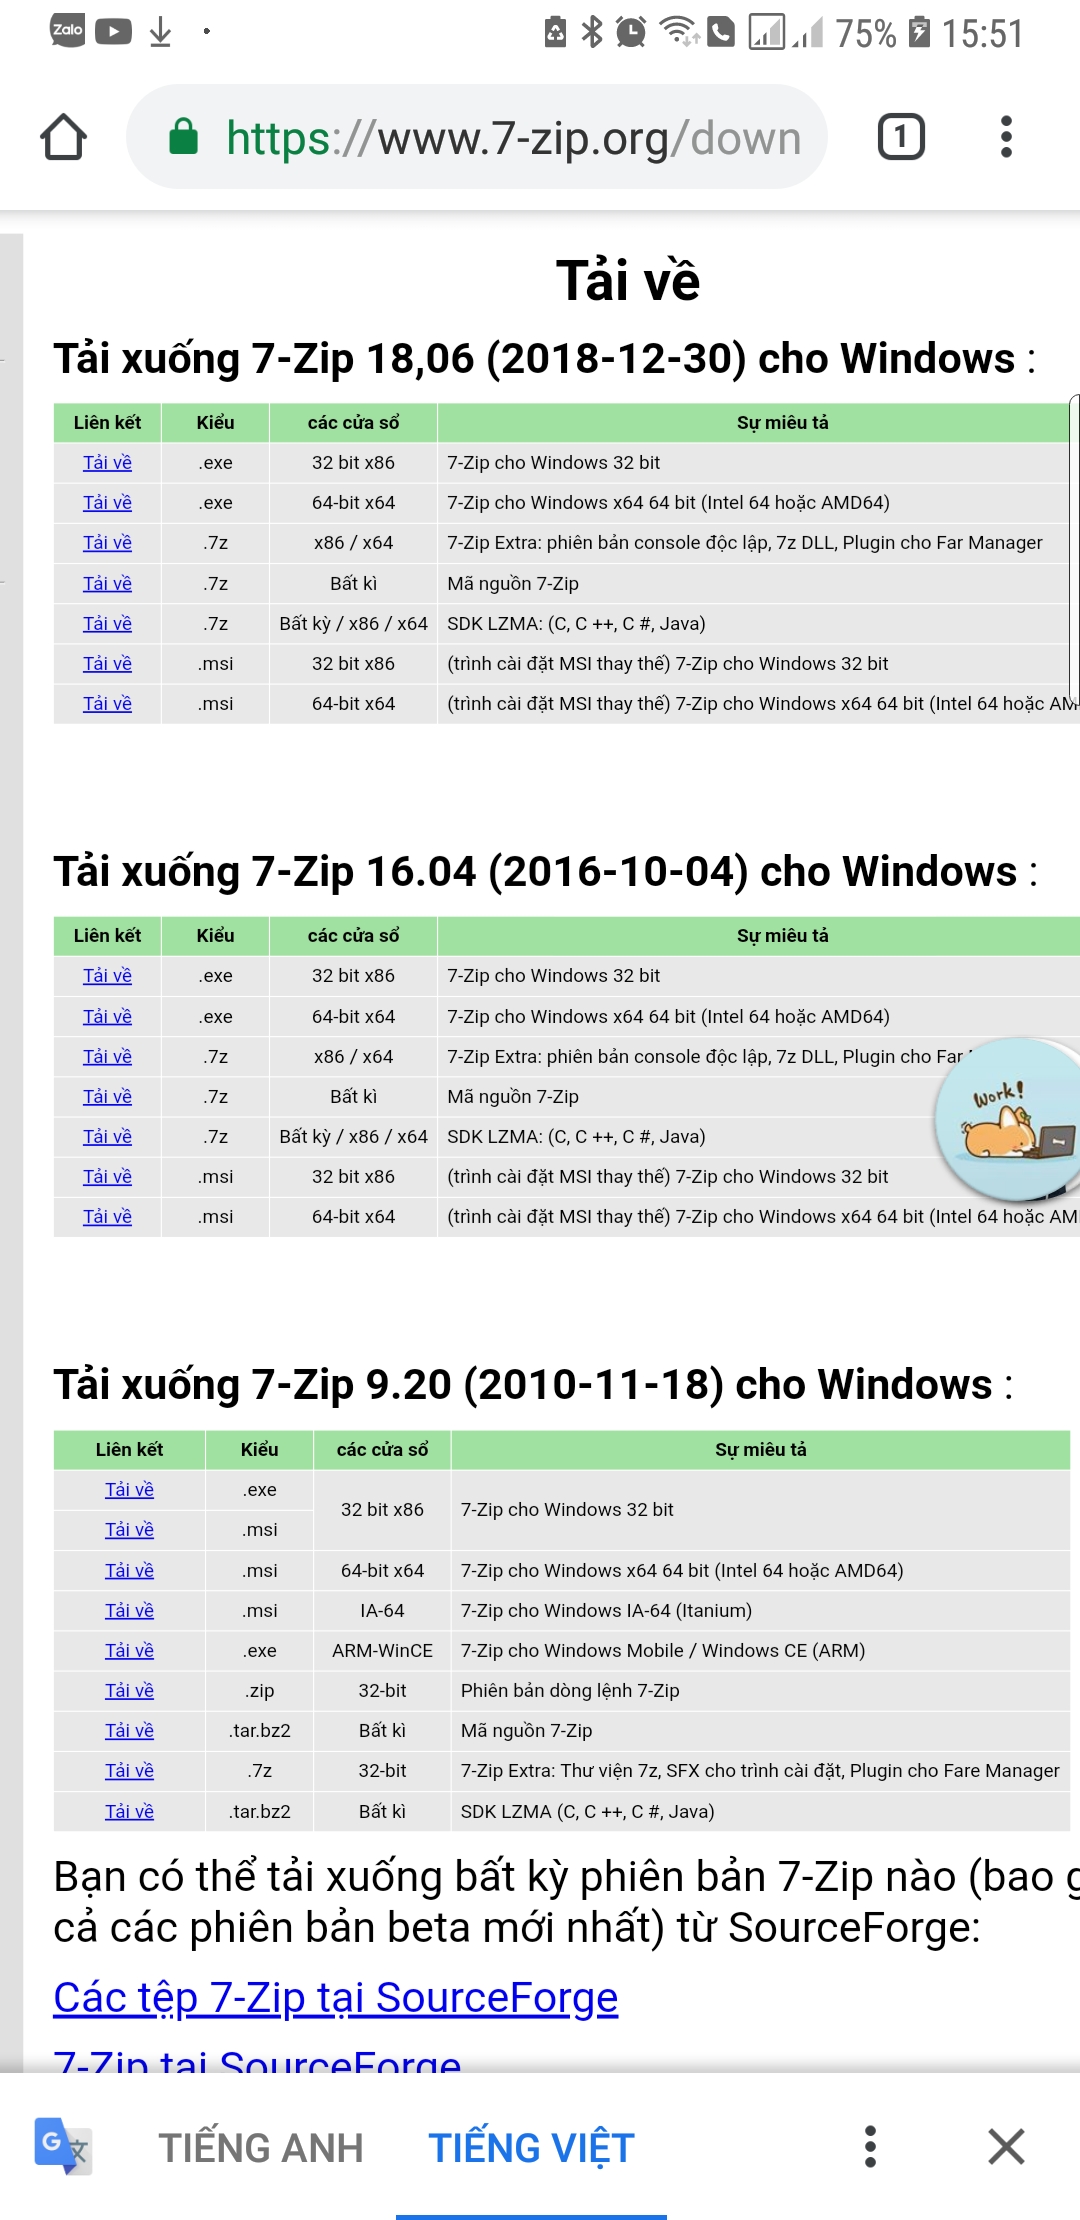 Zalo
75% 15:51
https://www.7-zip.org/down
1
Tải về
Tải xuống 7-Zip 18,06 (2018-12-30) cho Windows :
Liên kết Kiểu các cửa sổ Sự miêu tả
Tải về .exe 32 bit x86 7-Zip cho Windows 32 bit
Tải về .exe 64-bit x64 7-Zip cho Windows x64 64 bit (Intel 64 hoặc AMD64)
Tải về .7z x86 / x64 7-Zip Extra: phiên bản console độc lập, 7z DLL, Plugin cho Far Manager
Tải về .7z Bất kì Mã nguồn 7-Zip
Tải về .7z Bất kỳ / x86 / x64 SDK LZMA: (C, C ++, C #, Java)
Tải về .msi 32 bit x86 (trình cài đặt MSI thay thế) 7-Zip cho Windows 32 bit
Tải về .msi 64-bit x64 (trình cài đặt MSI thay thế) 7-Zip cho Windows x64 64 bit (Intel 64 hoặc AM
Tải xuống 7-Zip 16.04 (2016-10-04) cho Windows :
Liên kết Kiểu các cửa sổ Sự miêu tả
Tải về .exe 32 bit x86 7-Zip cho Windows 32 bit
Tải về .exe 64-bit x64 7-Zip cho Windows x64 64 bit (Intel 64 hoặc AMD64)
Tải về .7z x86 / x64 7-Zip Extra: phiên bản console độc lập, 7z DLL, Plugin cho Far
Tải về .7z Bất kì Mã nguồn 7-Zip
Work!
Tải về .7z Bất kỳ / x86 / x64 SDK LZMA: (C, C ++, C #, Java)
Tải về .msi 32 bit x86 (trình cài đặt MSI thay thế) 7-Zip cho Windows 32 bit
Tải về .msi 64-bit x64 (trình cài đặt MSI thay thế) 7-Zip cho Windows x64 64 bit (Intel 64 hoặc AM
Tải xuống 7-Zip 9.20 (2010-11-18) cho Windows :
Liên kết Kiểu các cửa sổ Sự miêu tả
Tải về .exe 32 bit x86 7-Zip cho Windows 32 bit
Tải về .msi
Tải về .msi 64-bit x64 7-Zip cho Windows x64 64 bit (Intel 64 hoặc AMD64)
Tải về .msi IA-64 7-Zip cho Windows IA-64 (Itanium)
Tải về .exe ARM-WinCE 7-Zip cho Windows Mobile / Windows CE (ARM)
Tải về .zip 32-bit Phiên bản dòng lệnh 7-Zip
Tải về .tar.bz2 Bất kì Mã nguồn 7-Zip
Tải về .7z 32-bit 7-Zip Extra: Thư viện 7z, SFX cho trình cài đặt, Plugin cho Fare Manager
Tải về .tar.bz2 Bất kì SDK LZMA (C, C ++, C #, Java)
Bạn có thể tải xuống bất kỳ phiên bản 7-Zip nào (bao g
cả các phiên bản beta mới nhất) từ SourceForge:
Các tệp 7-Zip tại SourceForge
7-Zip tại SourceForge
G 文 TIẾNG ANH TIẾNG VIỆT